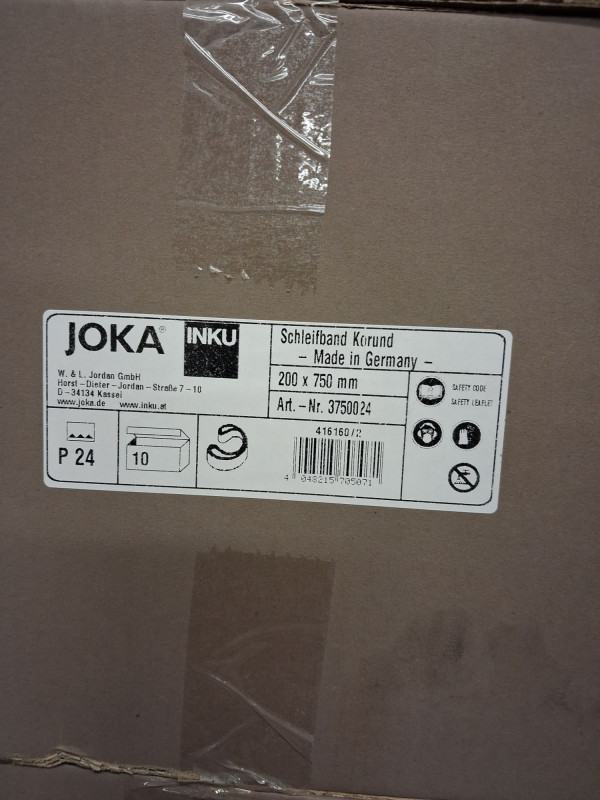 JOKA®
INKU
W. & L. Jordan GmbH
Horst-Dieter-Jordan-Straße 7-10
D-34134 Kassel
www.joka.de www.inku.at
Schleifband Korund
- Made in Germany -
200 x 750 mm
Art.-Nr. 3750024
SAFETY CODE
SAFETY LEAFLET
P 24
10
416160/2
4 048215 705071